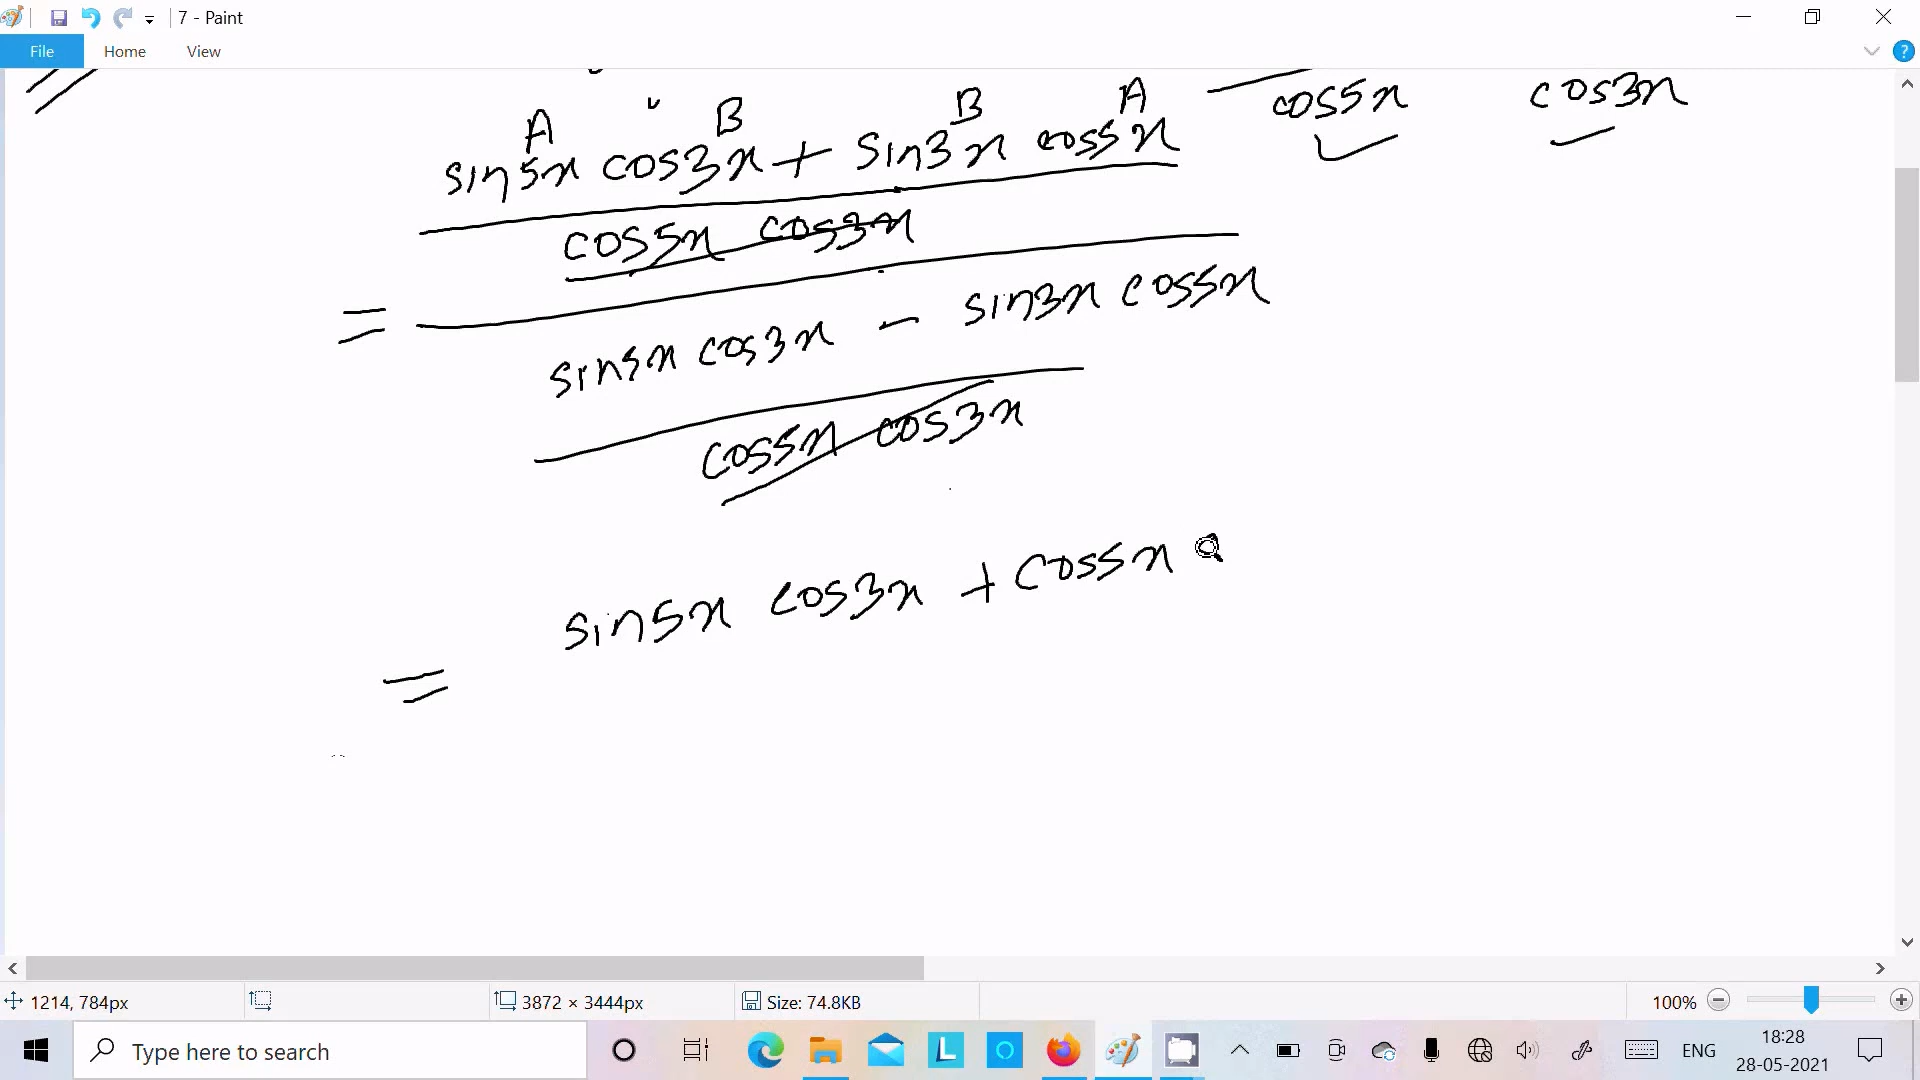 7 - Paint
File Home View
A B B A
sin5x cos3x + sin3x cos5x cos5x cos3x
cos5x cos3x
=
sin5x cos3x - sin3x cos5x
cos5x cos3x
sin5x cos3x + cos5x
=
1214, 784px 3872 × 3444px Size: 74.8KB 100%
Type here to search ENG 18:28
28-05-2021